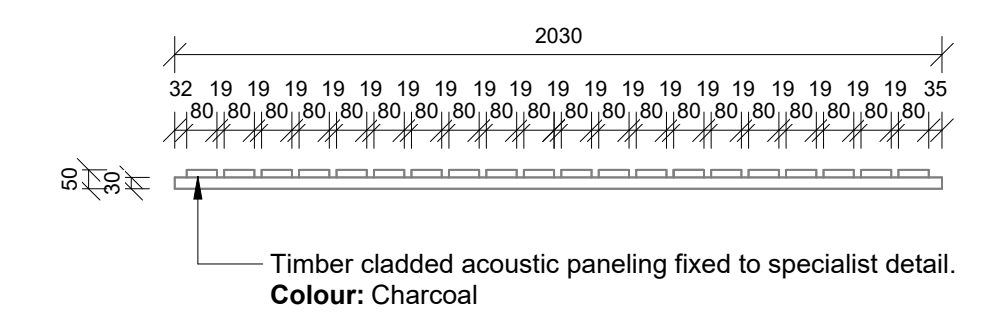 2030
32 19 19 19 19 19 19 19 19 19 19 19 19 19 19 19 19 19 19 19 35
80 80 80 80 80 80 80 80 80 80 80 80 80 80 80 80 80 80 80 80
50
30
Timber cladded acoustic paneling fixed to specialist detail.
Colour: Charcoal